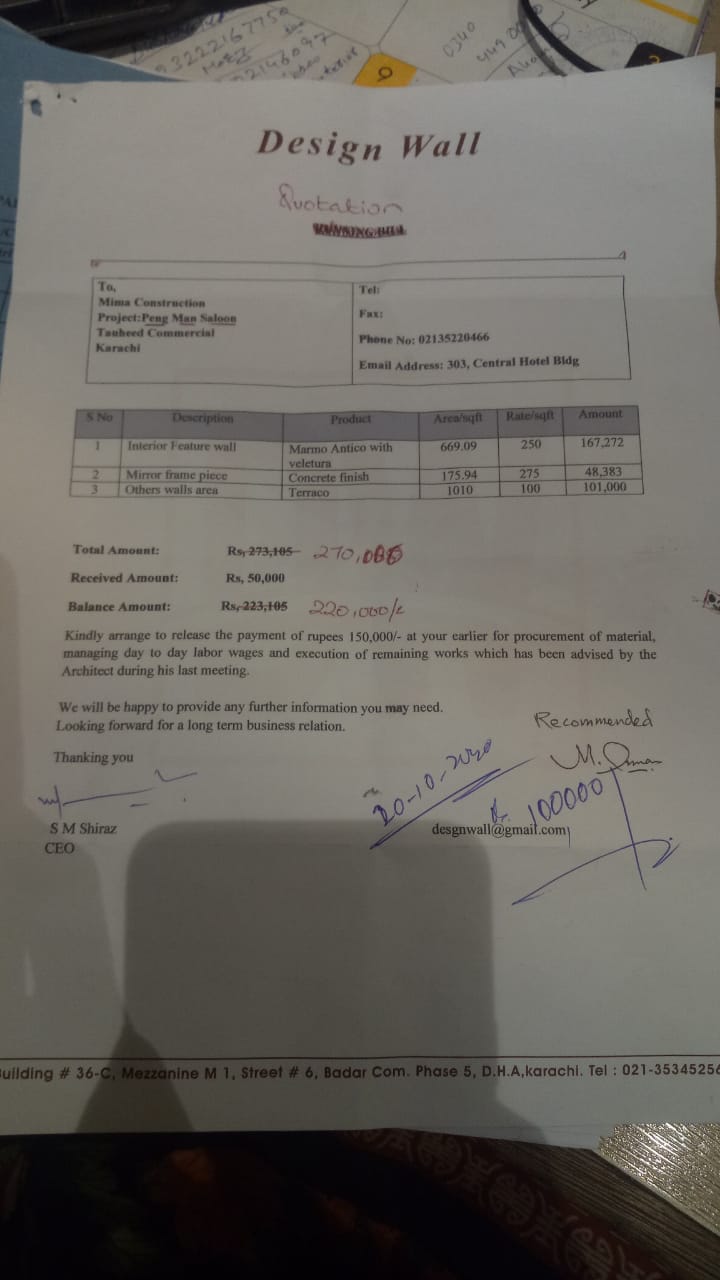 93222167750
0340
9
Design Wall
Quotation
To,
Mima Construction
Project:Peng Man Saloon
Tauheed Commercial
Karachi
Tel:
Fax:
Phone No: 02135220466
Email Address: 303, Central Hotel Bldg
S No Description Product Area/sqft Rate/sqft Amount
1 Interior Feature wall Marmo Antico with veletura 669.09 250 167,272
2 Mirror frame piece Concrete finish 175.94 275 48,383
3 Others walls area Terraco 1010 100 101,000
Total Amount: Rs, 273,105 270,000
Received Amount: Rs, 50,000
Balance Amount: Rs, 223,105 220,000/-
Kindly arrange to release the payment of rupees 150,000/- at your earlier for procurement of material,
managing day to day labor wages and execution of remaining works which has been advised by the
Architect during his last meeting.
We will be happy to provide any further information you may need.
Looking forward for a long term business relation.
Recommended
Thanking you
20-10-2020
100000
S M Shiraz
desgnwall@gmail.com
CEO
Building # 36-C, Mezzanine M 1, Street # 6, Badar Com. Phase 5, D.H.A,karachi. Tel : 021-3534525